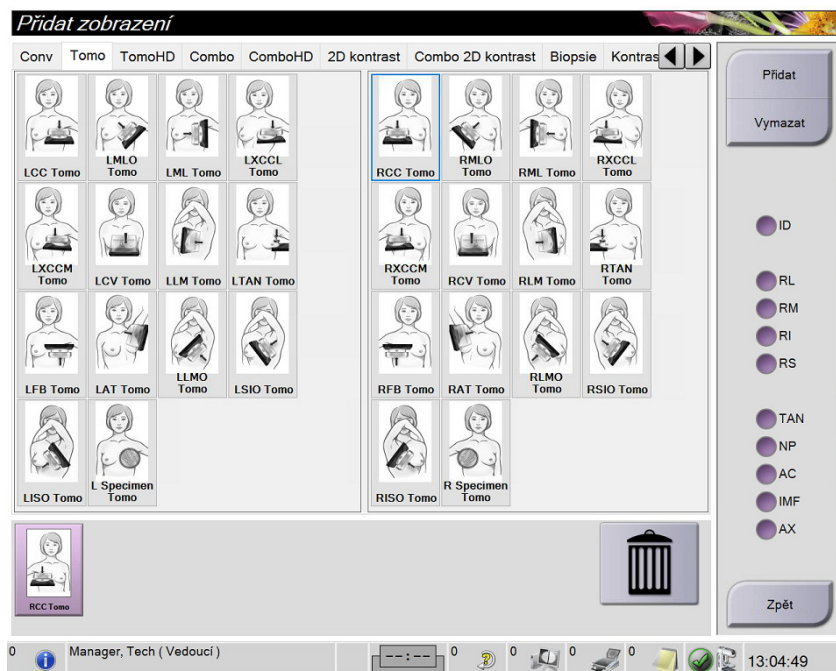 Přidat zobrazení
Conv Tomo TomoHD Combo ComboHD 2D kontrast Combo 2D kontrast Biopsie Kontras
LCC Tomo
LMLO
Tomo
LML Tomo
LXCCL
Tomo
LXCCM
Tomo
LCV Tomo
LLM Tomo
LTAN Tomo
LFB Tomo
LAT Tomo
LLMO
Tomo
LSIO Tomo
LISO Tomo
L Specimen
Tomo
RCC Tomo
RMLO
Tomo
RML Tomo
RXCCL
Tomo
RXCCM
Tomo
RCV Tomo
RLM Tomo
RTAN
Tomo
RFB Tomo
RAT Tomo
RLMO
Tomo
RSIO Tomo
RISO Tomo
R Specimen
Tomo
Přidat
Vymazat
ID
RL
RM
RI
RS
TAN
NP
AC
IMF
AX
Zpět
RCC Tomo
0 Manager, Tech ( Vedoucí ) --:-- 0 0 0 0 13:04:49